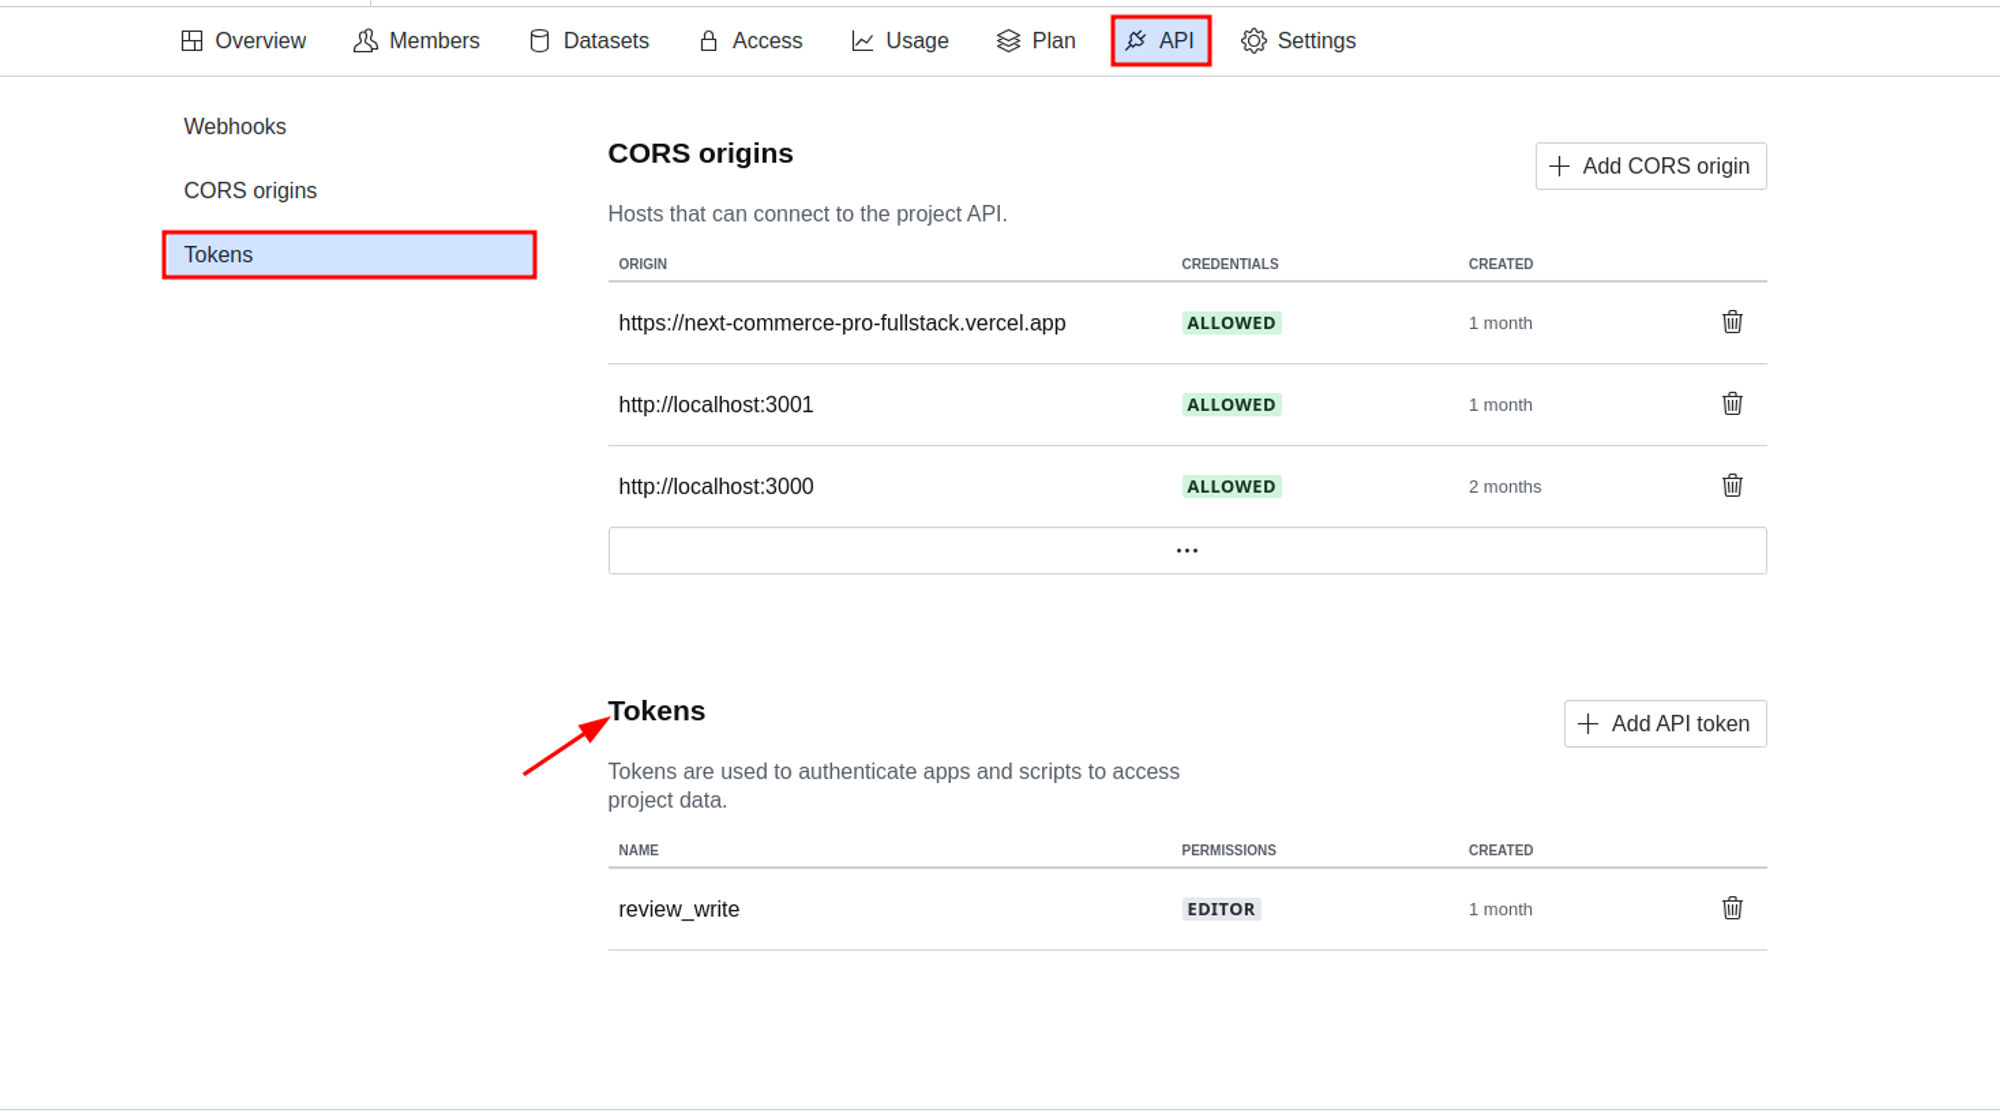 Overview Members Datasets Access Usage Plan API Settings
Webhooks
CORS origins
Tokens
CORS origins
Add CORS origin
Hosts that can connect to the project API.
ORIGIN CREDENTIALS CREATED
https://next-commerce-pro-fullstack.vercel.app ALLOWED 1 month
http://localhost:3001 ALLOWED 1 month
http://localhost:3000 ALLOWED 2 months
...
Tokens
Add API token
Tokens are used to authenticate apps and scripts to access
project data.
NAME PERMISSIONS CREATED
review_write EDITOR 1 month